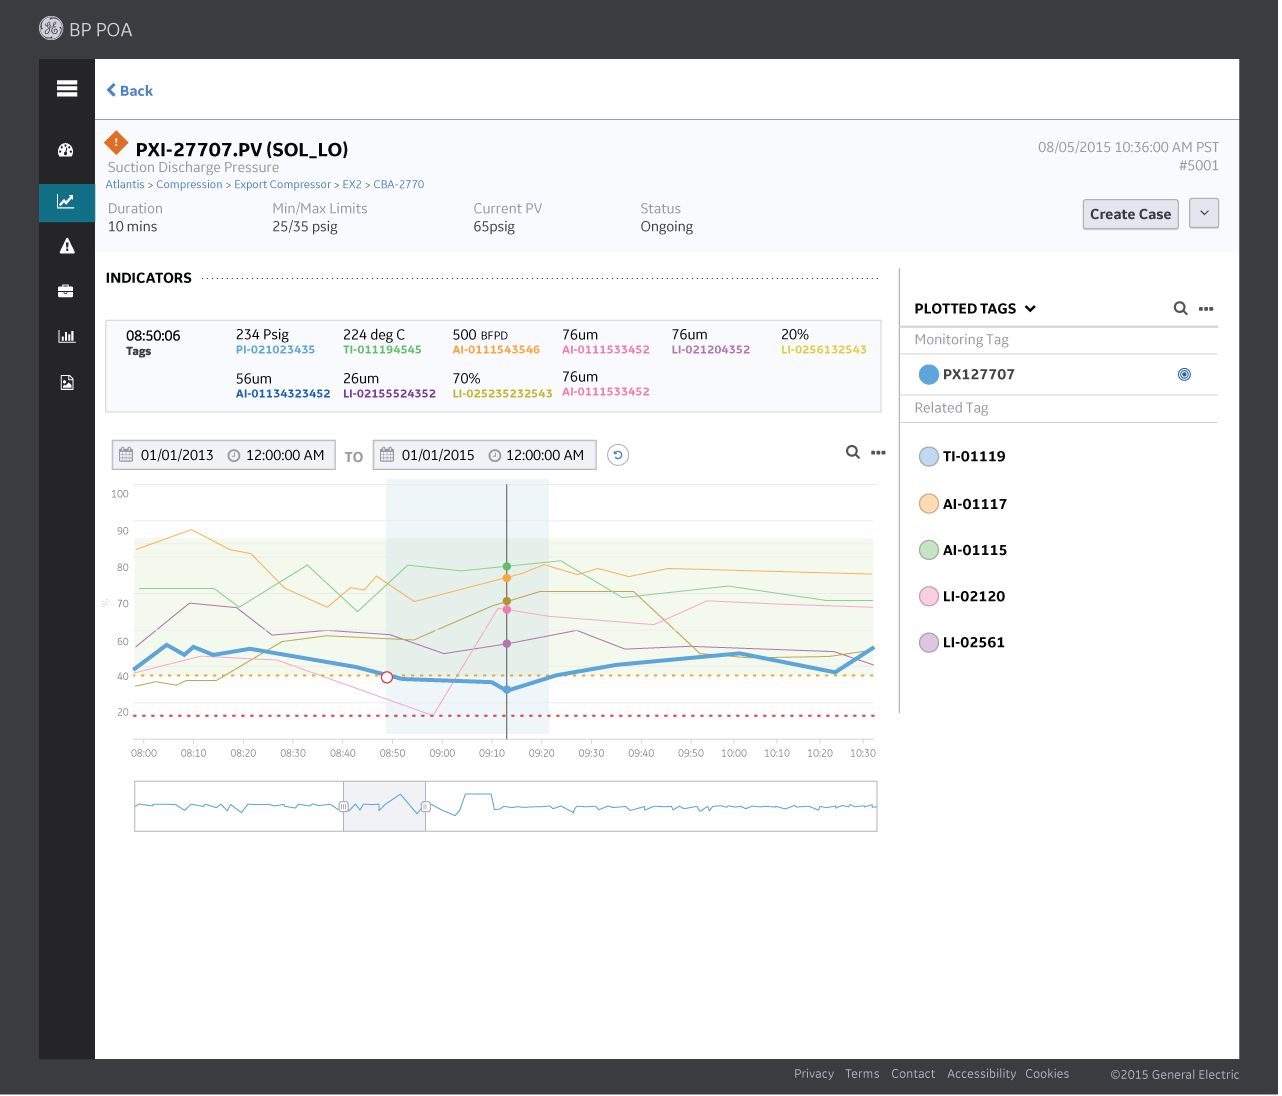 BP POA
Back
PXI-27707.PV (SOL_LO)
08/05/2015 10:36:00 AM PST
Suction Discharge Pressure
#5001
Atlantis > Compression > Export Compressor > EX2 > CBA-2770
Duration Min/Max Limits Current PV Status
10 mins 25/35 psig 65psig Ongoing
Create Case
INDICATORS
08:50:06 234 Psig 224 deg C 500 BFPD 76um 76um 20%
Tags PI-021023435 TI-011194545 AI-0111543546 AI-0111533452 LI-021204352 LI-0256132543
56um 26um 70% 76um
AI-01134323452 LI-02155524352 LI-025235232543 AI-0111533452
01/01/2013 12:00:00 AM TO 01/01/2015 12:00:00 AM
100
90
80
%
70
60
40
20
08:00 08:10 08:20 08:30 08:40 08:50 09:00 09:10 09:20 09:30 09:40 09:50 10:00 10:10 10:20 10:30
PLOTTED TAGS
Monitoring Tag
PX127707
Related Tag
TI-01119
AI-01117
AI-01115
LI-02120
LI-02561
Privacy Terms Contact Accessibility Cookies ©2015 General Electric